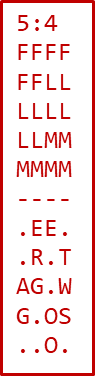 5:4
FFFF
FFLL
LLLL
LLMM
MMMM
----
.EE.
.R.T
AG.W
G.OS
..O.